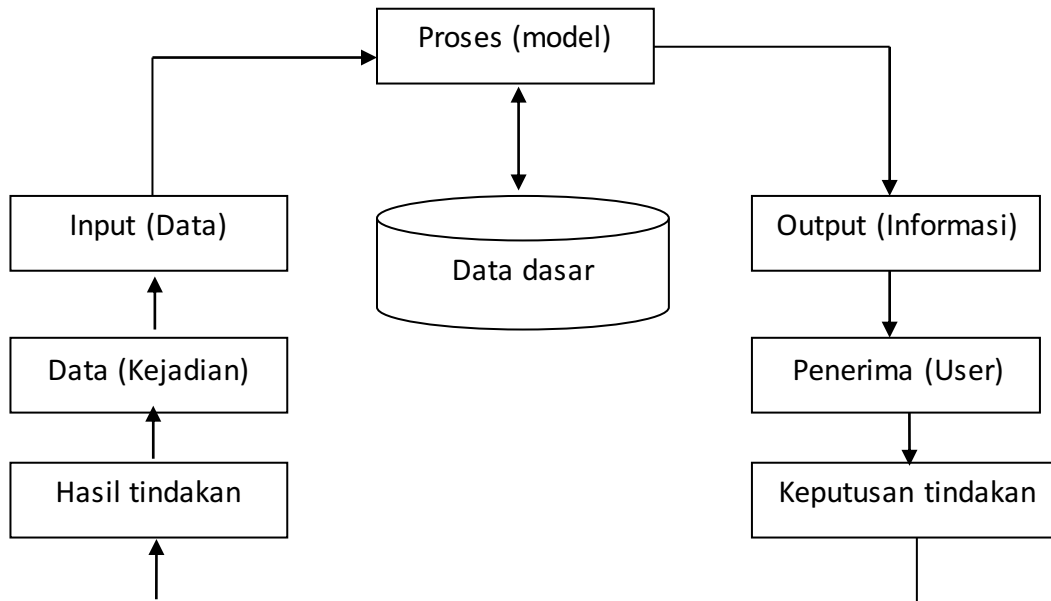 Proses (model)
Input (Data)
Output (Informasi)
Data dasar
Data (Kejadian)
Penerima (User)
Hasil tindakan
Keputusan tindakan